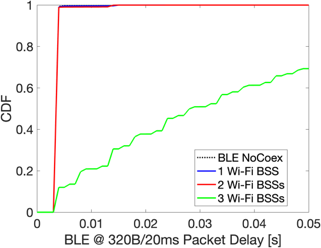 1
0.8
0.6
0.4
0.2
0
CDF
0 0.01 0.02 0.03 0.04 0.05
BLE @ 320B/20ms Packet Delay [s]
BLE NoCoex
1 Wi-Fi BSS
2 Wi-Fi BSSs
3 Wi-Fi BSSs